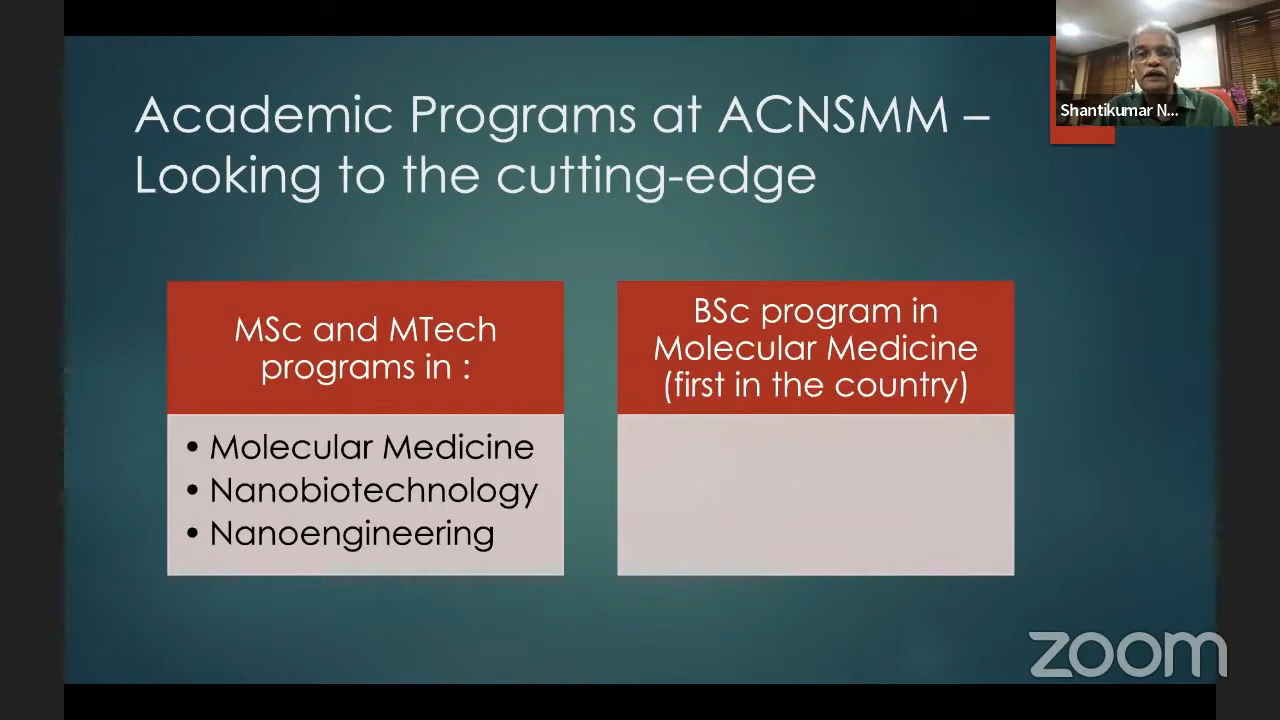 Academic Programs at ACNSMM –
Looking to the cutting-edge
Shantikumar N...
MSc and MTech
programs in :
• Molecular Medicine
• Nanobiotechnology
• Nanoengineering
BSc program in
Molecular Medicine
(first in the country)
zoom